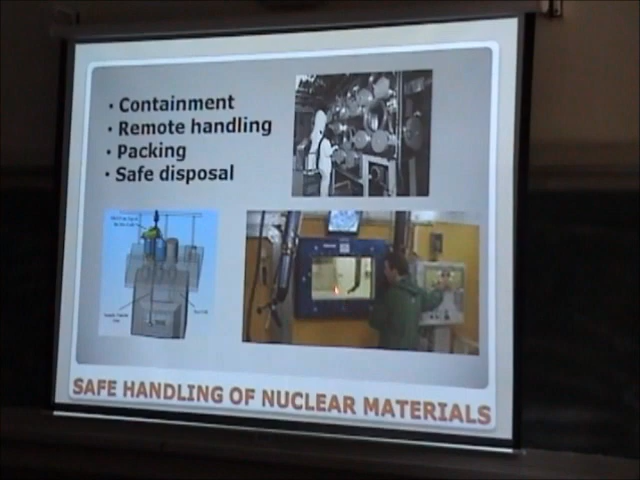 • Containment
• Remote handling
• Packing
• Safe disposal
SAFE HANDLING OF NUCLEAR MATERIALS